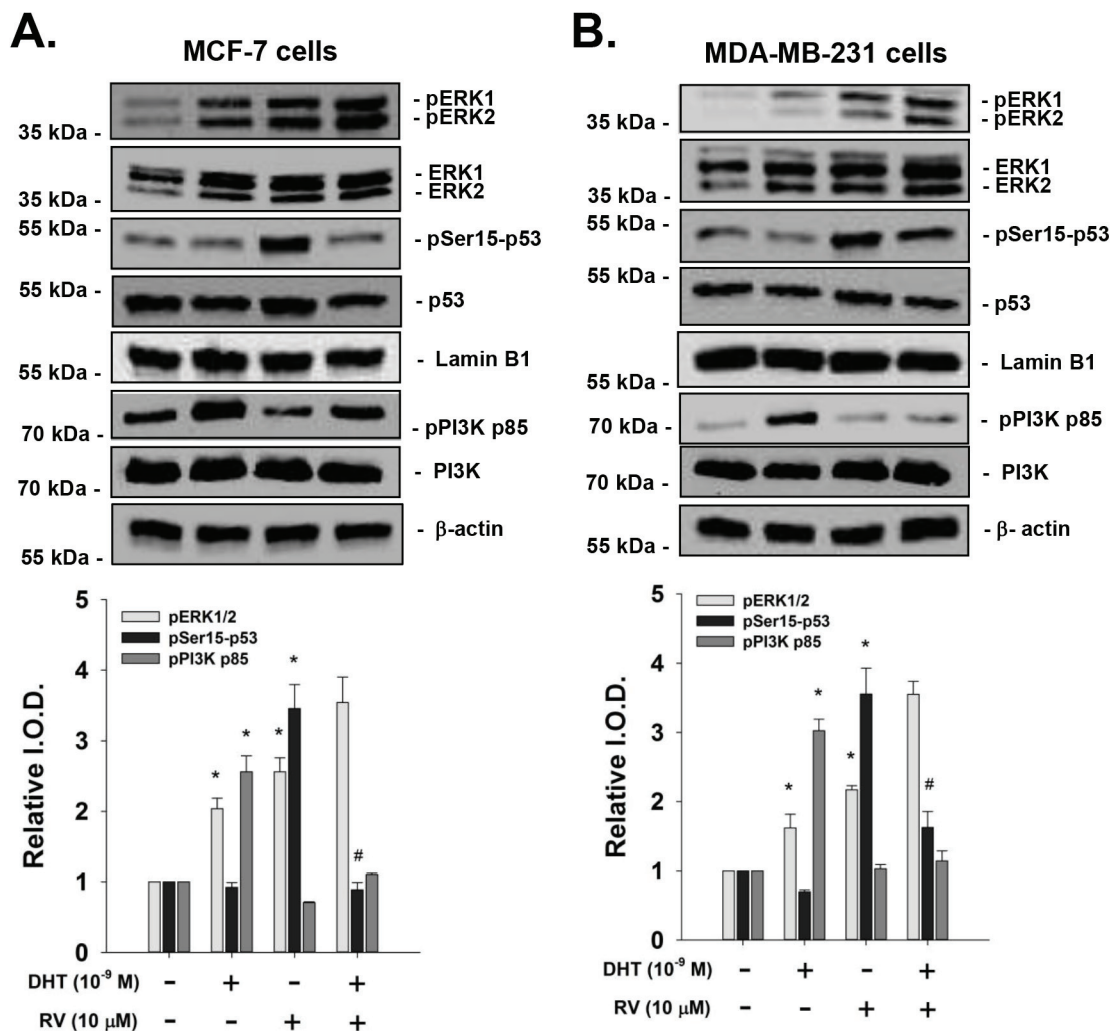 A.
MCF-7 cells
- pERK1
- pERK2
35 kDa -
- ERK1
- ERK2
35 kDa -
55 kDa -
- pSer15-p53
55 kDa -
- p53
- Lamin B1
55 kDa -
- pPI3K p85
70 kDa -
- PI3K
70 kDa -
- β-actin
55 kDa -
Relative I.O.D.
5
4
3
2
1
0
pERK1/2
pSer15-p53
pPI3K p85
* * * * #
DHT (10⁻⁹ M) - + - +
RV (10 μM) - - + +
B.
MDA-MB-231 cells
- pERK1
- pERK2
35 kDa -
- ERK1
- ERK2
35 kDa -
55 kDa -
- pSer15-p53
55 kDa -
- p53
- Lamin B1
55 kDa -
- pPI3K p85
70 kDa -
- PI3K
70 kDa -
- β- actin
55 kDa -
Relative I.O.D.
5
4
3
2
1
0
pERK1/2
pSer15-p53
pPI3K p85
* * * * #
DHT (10⁻⁹ M) - + - +
RV (10 μM) - - + +